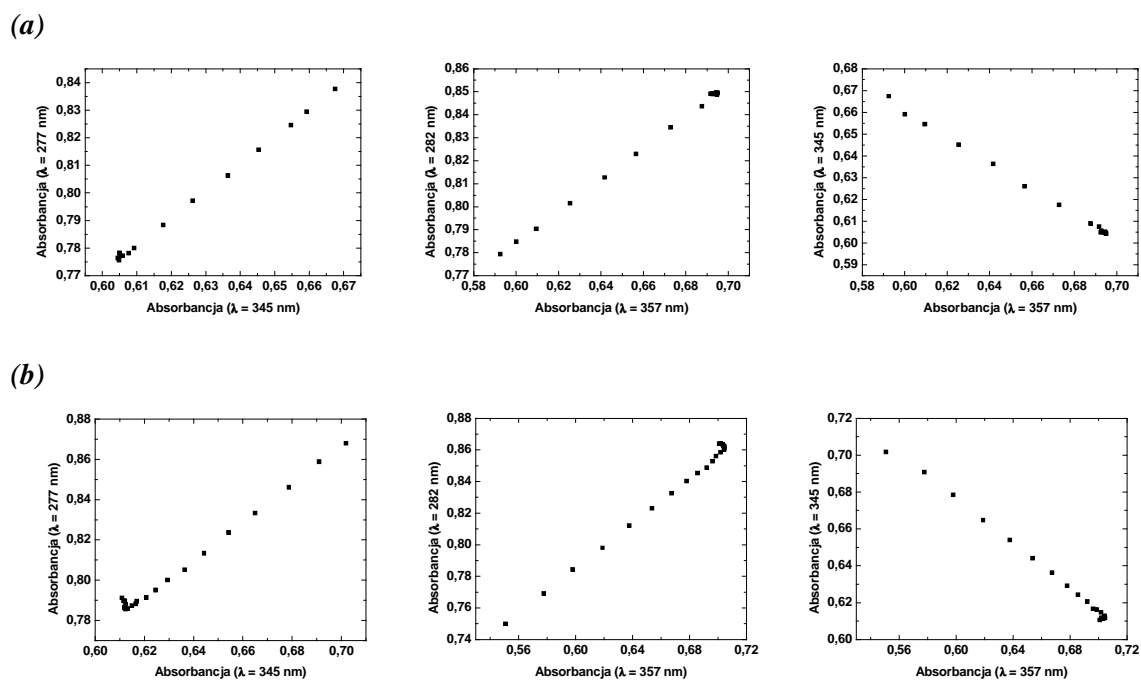 (a)
0,84
0,83
0,82
0,81
0,80
0,79
0,78
0,77
Absorbancja (λ = 277 nm)
0,60 0,61 0,62 0,63 0,64 0,65 0,66 0,67
Absorbancja (λ = 345 nm)
0,86
0,85
0,84
0,83
0,82
0,81
0,80
0,79
0,78
0,77
Absorbancja (λ = 282 nm)
0,58 0,60 0,62 0,64 0,66 0,68 0,70
Absorbancja (λ = 357 nm)
0,68
0,67
0,66
0,65
0,64
0,63
0,62
0,61
0,60
0,59
Absorbancja (λ = 345 nm)
0,58 0,60 0,62 0,64 0,66 0,68 0,70
Absorbancja (λ = 357 nm)
(b)
0,88
0,86
0,84
0,82
0,80
0,78
Absorbancja (λ = 277 nm)
0,60 0,62 0,64 0,66 0,68 0,70
Absorbancja (λ = 345 nm)
0,88
0,86
0,84
0,82
0,80
0,78
0,76
0,74
Absorbancja (λ = 282 nm)
0,56 0,60 0,64 0,68 0,72
Absorbancja (λ = 357 nm)
0,72
0,70
0,68
0,66
0,64
0,62
0,60
Absorbancja (λ = 345 nm)
0,56 0,60 0,64 0,68 0,72
Absorbancja (λ = 357 nm)